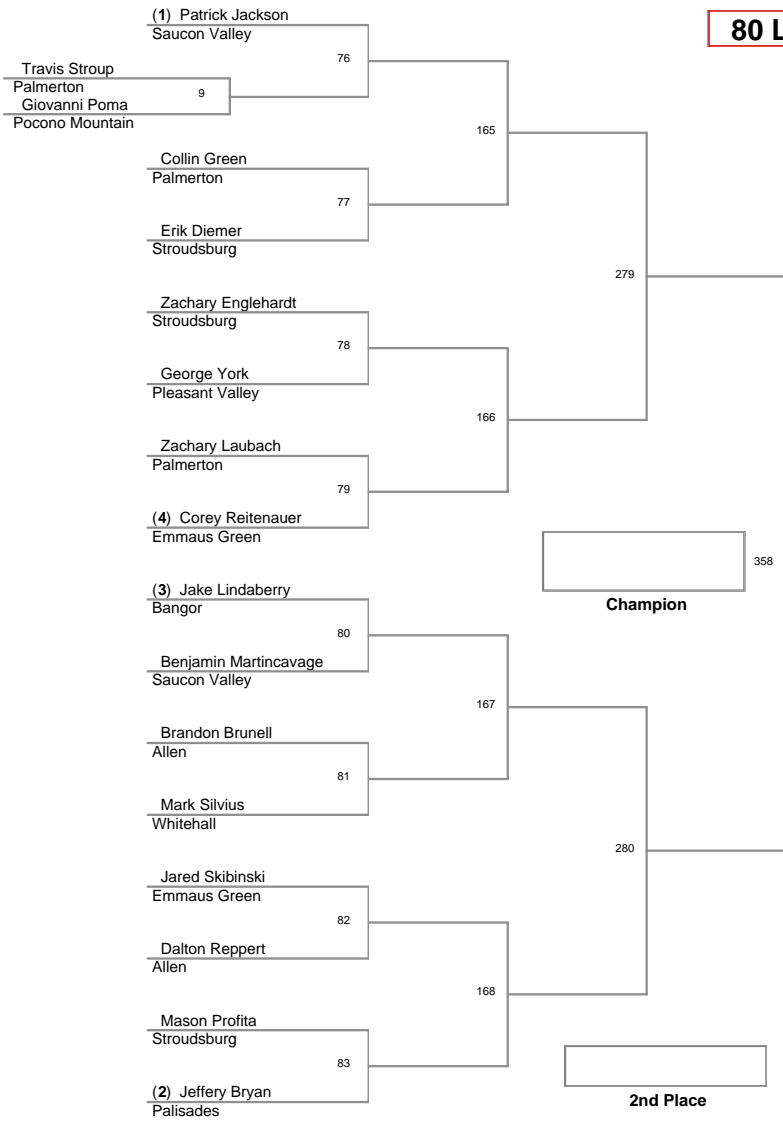 (1) Patrick Jackson
Saucon Valley
80 L
76
Travis Stroup
Palmerton
9
Giovanni Poma
Pocono Mountain
165
Collin Green
Palmerton
77
Erik Diemer
Stroudsburg
279
Zachary Englehardt
Stroudsburg
78
George York
Pleasant Valley
166
Zachary Laubach
Palmerton
79
(4) Corey Reitenauer
Emmaus Green
358
Champion
(3) Jake Lindaberry
Bangor
80
Benjamin Martincavage
Saucon Valley
167
Brandon Brunell
Allen
81
Mark Silvius
Whitehall
280
Jared Skibinski
Emmaus Green
82
Dalton Reppert
Allen
168
Mason Profita
Stroudsburg
83
(2) Jeffery Bryan
Palisades
2nd Place